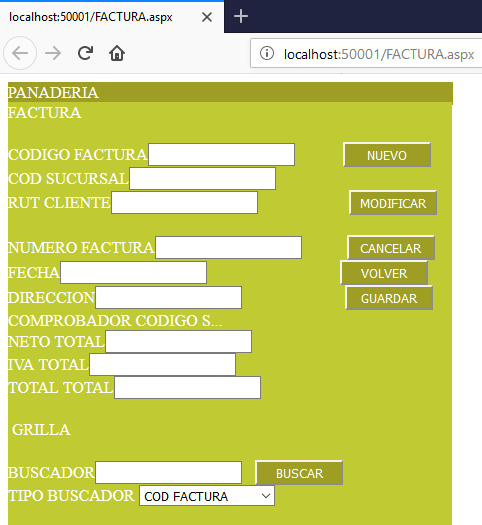 localhost:50001/FACTURA.aspx
localhost:50001/FACTURA.aspx
PANADERIA
FACTURA
CODIGO FACTURA NUEVO
COD SUCURSAL
RUT CLIENTE MODIFICAR
NUMERO FACTURA CANCELAR
FECHA VOLVER
DIRECCION GUARDAR
COMPROBADOR CODIGO S...
NETO TOTAL
IVA TOTAL
TOTAL TOTAL
GRILLA
BUSCADOR BUSCAR
TIPO BUSCADOR COD FACTURA